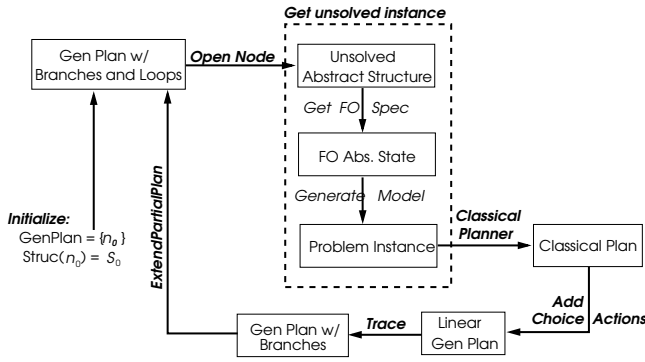 Get unsolved instance
Gen Plan w/
Branches and Loops
Open Node
Unsolved
Abstract Structure
Get FO Spec
FO Abs. State
Generate Model
Problem Instance
Classical
Planner
Classical Plan
Initialize:
GenPlan = {n₀}
Struc(n₀) = S₀
ExtendPartialPlan
Add
Choice Actions
Linear
Gen Plan
Trace
Gen Plan w/
Branches